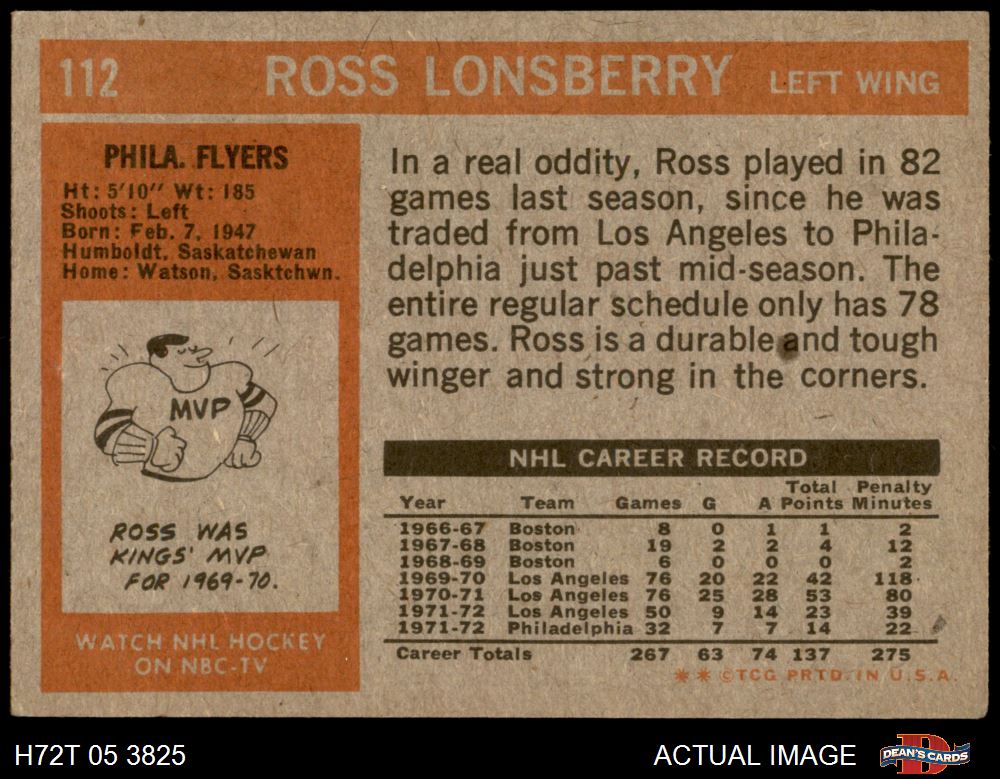 112 ROSS LONSBERRY LEFT WING
PHILA. FLYERS
Ht: 5'10" Wt: 185
Shoots: Left
Born: Feb. 7, 1947
Humboldt, Saskatchewan
Home: Watson, Sasktchwn.
MVP
ROSS WAS
KINGS' MVP
FOR 1969-70.
WATCH NHL HOCKEY
ON NBC-TV
In a real oddity, Ross played in 82
games last season, since he was
traded from Los Angeles to Phila-
delphia just past mid-season. The
entire regular schedule only has 78
games. Ross is a durable and tough
winger and strong in the corners.
NHL CAREER RECORD
Total Penalty
Year Team Games G A Points Minutes
1966-67 Boston 8 0 1 1 2
1967-68 Boston 19 2 2 4 12
1968-69 Boston 6 0 0 0 2
1969-70 Los Angeles 76 20 22 42 118
1970-71 Los Angeles 76 25 28 53 80
1971-72 Los Angeles 50 9 14 23 39
1971-72 Philadelphia 32 7 7 14 22
Career Totals 267 63 74 137 275
* * ©TCG PRTD. IN U.S.A.
H72T 05 3825 ACTUAL IMAGE DEAN'S CARDS